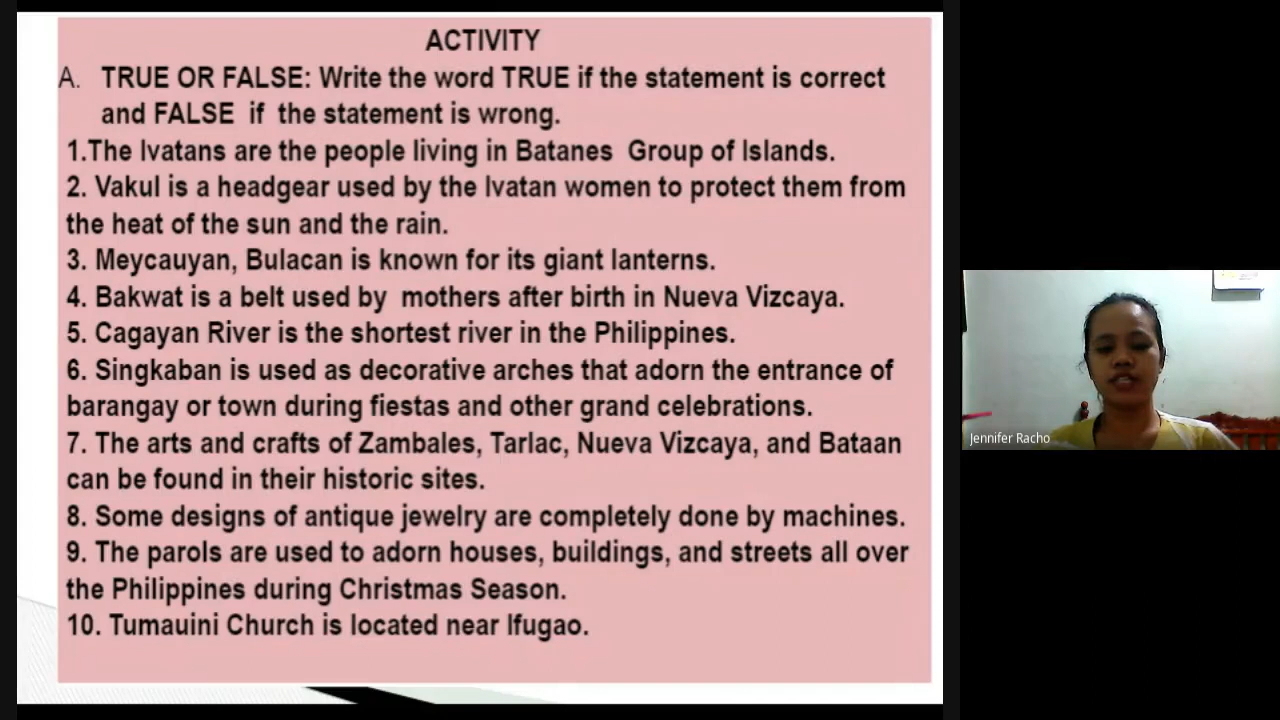 ACTIVITY
A. TRUE OR FALSE: Write the word TRUE if the statement is correct
and FALSE if the statement is wrong.
1.The Ivatans are the people living in Batanes Group of Islands.
2. Vakul is a headgear used by the Ivatan women to protect them from
the heat of the sun and the rain.
3. Meycauyan, Bulacan is known for its giant lanterns.
4. Bakwat is a belt used by mothers after birth in Nueva Vizcaya.
5. Cagayan River is the shortest river in the Philippines.
6. Singkaban is used as decorative arches that adorn the entrance of
barangay or town during fiestas and other grand celebrations.
7. The arts and crafts of Zambales, Tarlac, Nueva Vizcaya, and Bataan
can be found in their historic sites.
8. Some designs of antique jewelry are completely done by machines.
9. The parols are used to adorn houses, buildings, and streets all over
the Philippines during Christmas Season.
10. Tumauini Church is located near Ifugao.
Jennifer Racho